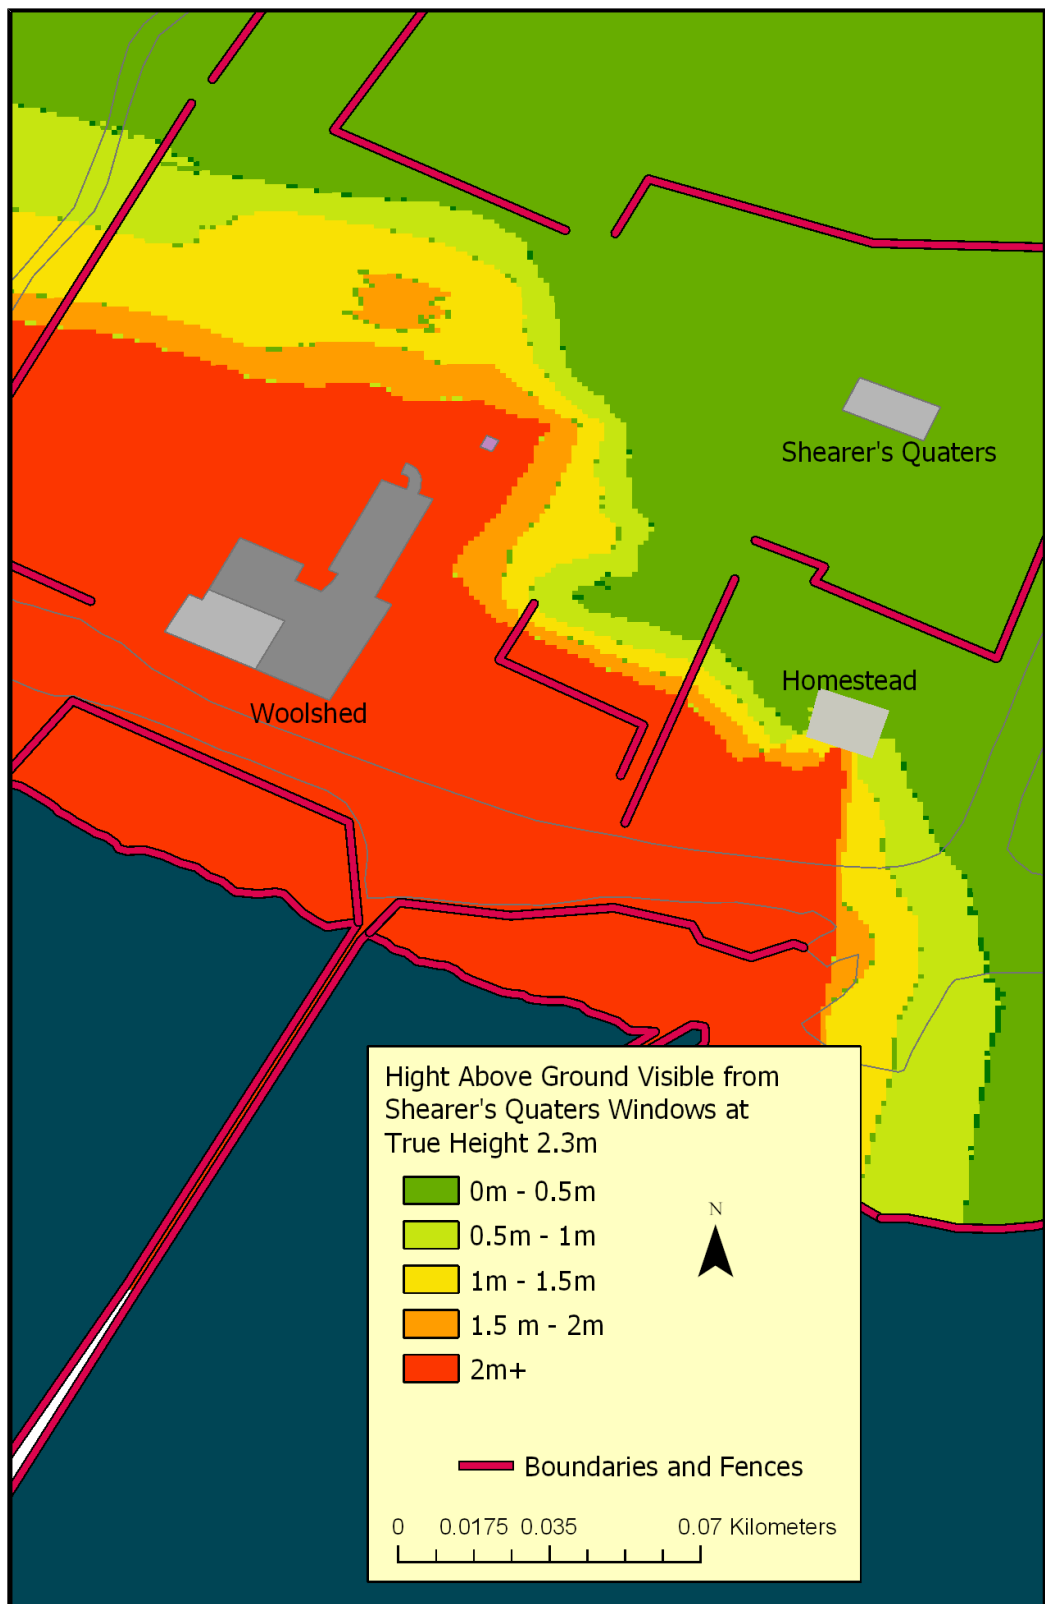 Shearer's Quaters
Homestead
Woolshed
Hight Above Ground Visible from
Shearer's Quaters Windows at
True Height 2.3m
0m - 0.5m
0.5m - 1m
1m - 1.5m
1.5 m - 2m
2m+
N
Boundaries and Fences
0 0.0175 0.035 0.07 Kilometers